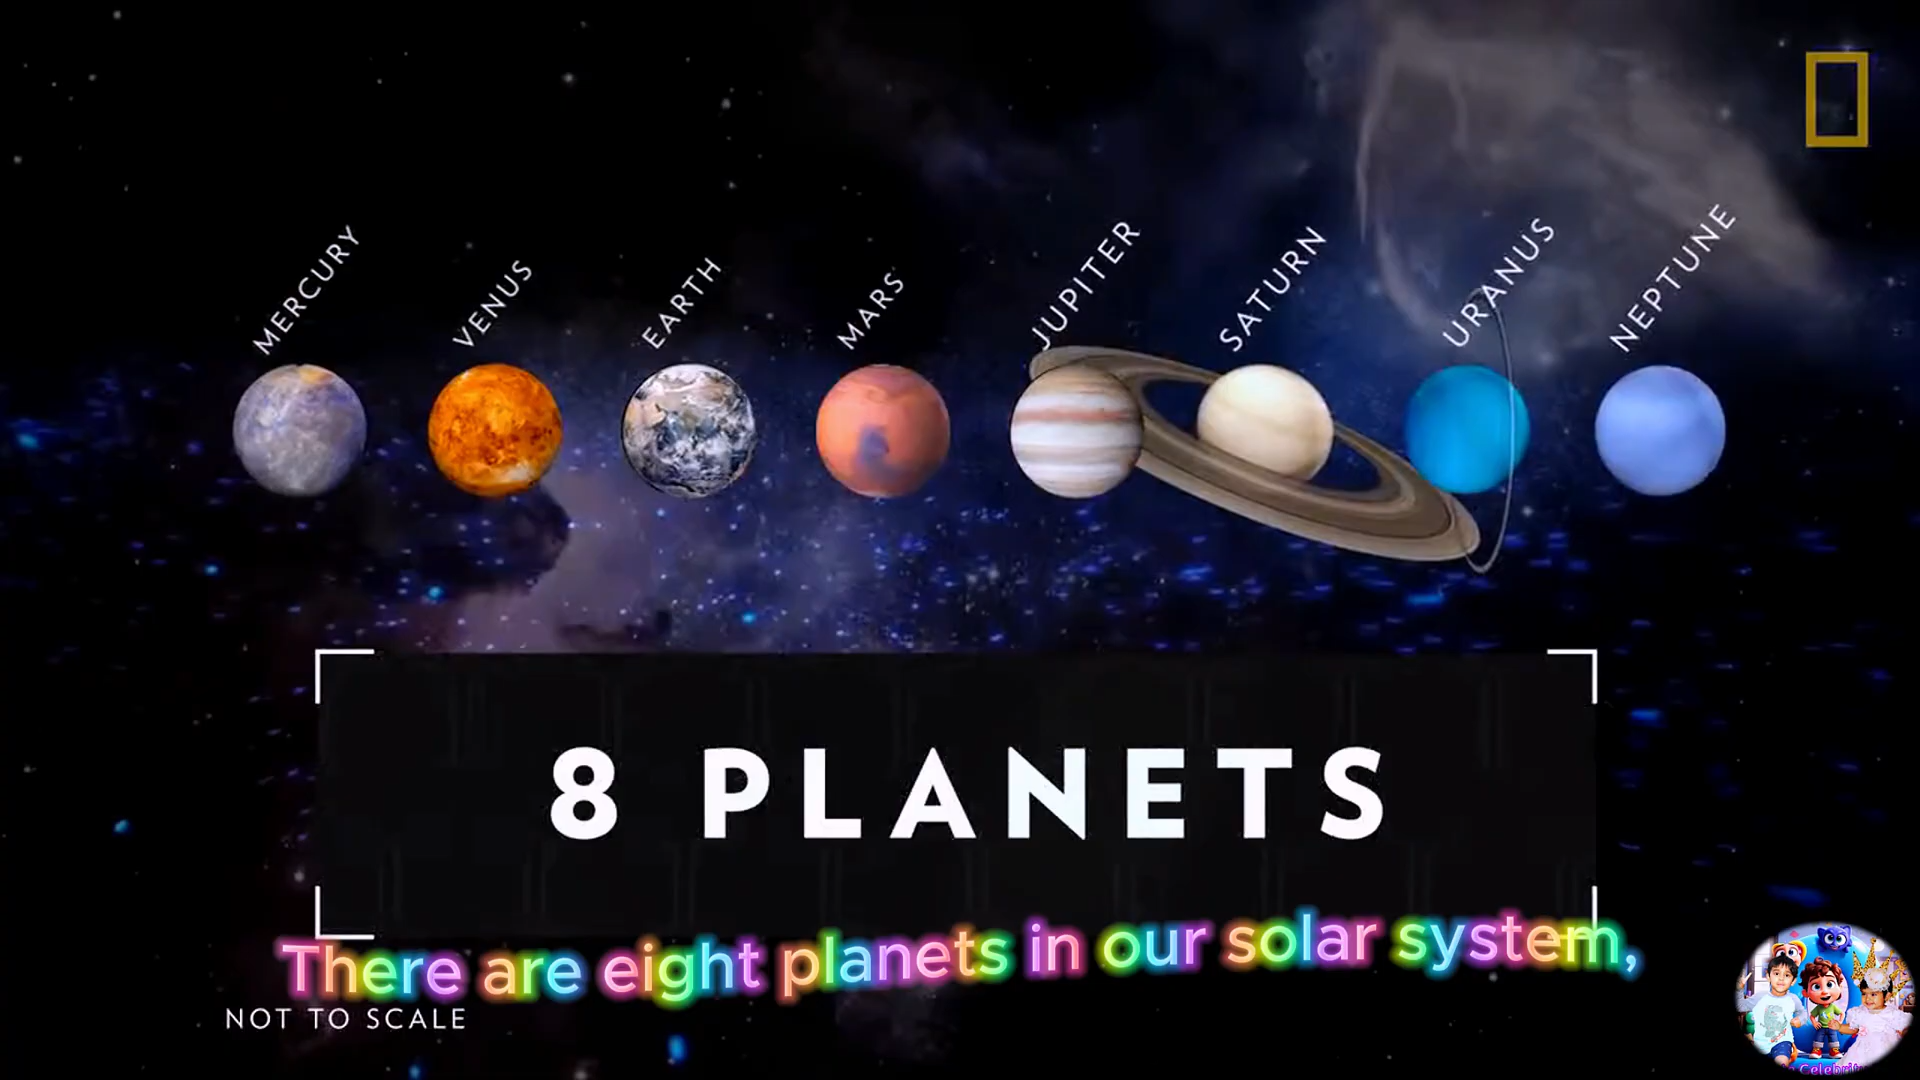 MERCURY
VENUS
EARTH
MARS
JUPITER
SATURN
URANUS
NEPTUNE
8 PLANETS
There are eight planets in our solar system,
NOT TO SCALE